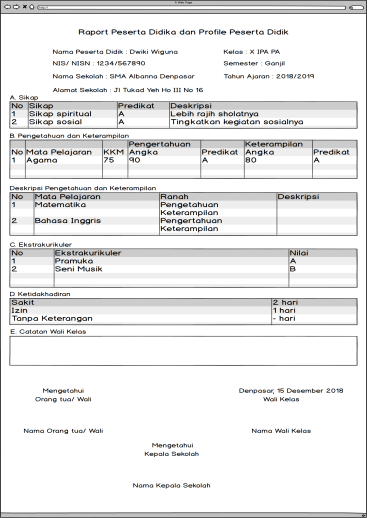 A Web Page
http://
Raport Peserta Didika dan Profile Peserta Didik
Nama Peserta Didik : Dwiki Wiguna Kelas : X IPA PA
NIS/ NISN : 1234/567890 Semester : Ganjil
Nama Sekolah : SMA Albanna Denpasar Tahun Ajaran : 2018/2019
Alamat Sekolah : Jl Tukad Yeh Ho III No 16
A. Sikap
No Sikap Predikat Deskripsi
1 Sikap spiritual A Lebih rajih sholatnya
2 Sikap sosial A Tingkatkan kegiatan sosialnya
B. Pengetahuan dan Keterampilan
Pengertahuan Keterampilan
No Mata Pelajaran KKM Angka Predikat Angka Predikat
1 Agama 75 90 A 80 A
Deskripsi Pengetahuan dan Keterampilan
No Mata Pelajaran Ranah Deskripsi
1 Matematika Pengetahuan
Keterampilan
2 Bahasa Inggris Pengertahuan
Keterampilan
C. Ekstrakurikuler
No Ekstrakurikuler Nilai
1 Pramuka A
2 Seni Musik B
D Ketidakhadiran
Sakit 2 hari
Izin 1 hari
Tanpa Keterangan - hari
E. Catatan Wali Kelas
Mengetahui Denpasar, 15 Desember 2018
Orang tua/ Wali Wali Kelas
Nama Orang tua/ Wali Nama Wali Kelas
Mengetahui
Kepala Sekolah
Nama Kepala Sekolah